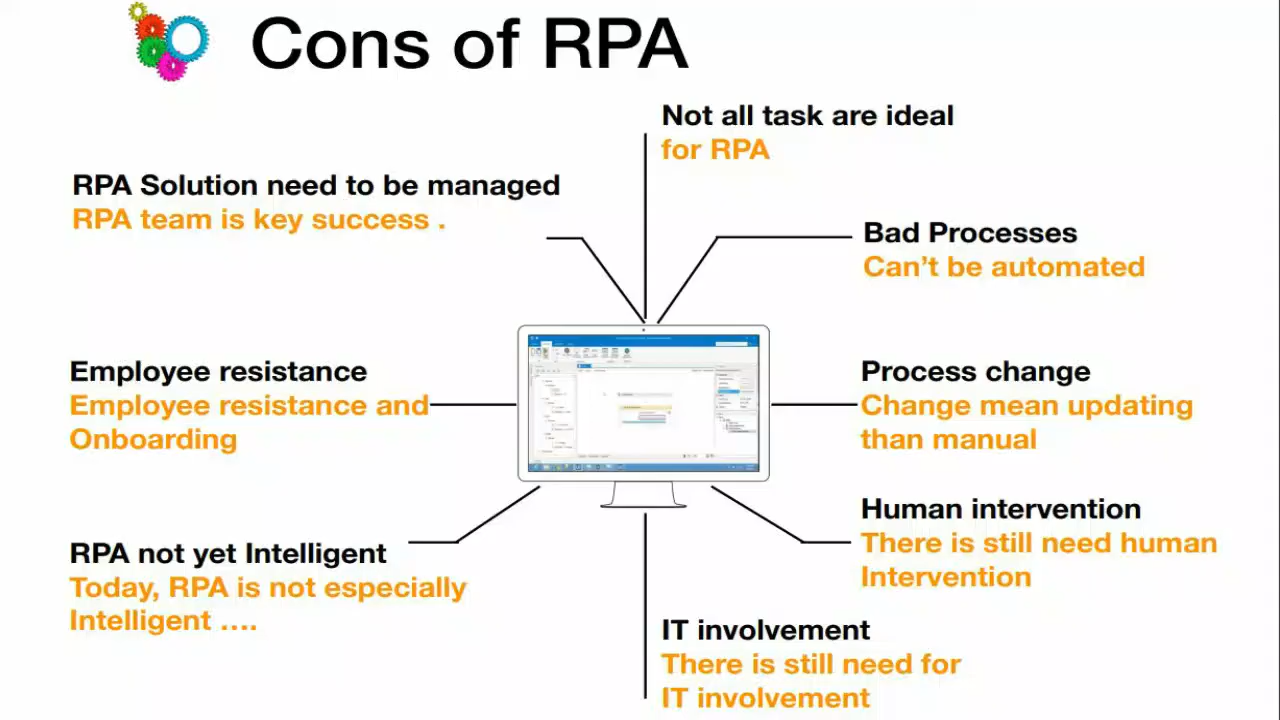 Cons of RPA
Not all task are ideal
for RPA
RPA Solution need to be managed
RPA team is key success .
Bad Processes
Can't be automated
Employee resistance
Employee resistance and
Onboarding
Process change
Change mean updating
than manual
RPA not yet Intelligent
Today, RPA is not especially
Intelligent ....
Human intervention
There is still need human
Intervention
IT involvement
There is still need for
IT involvement